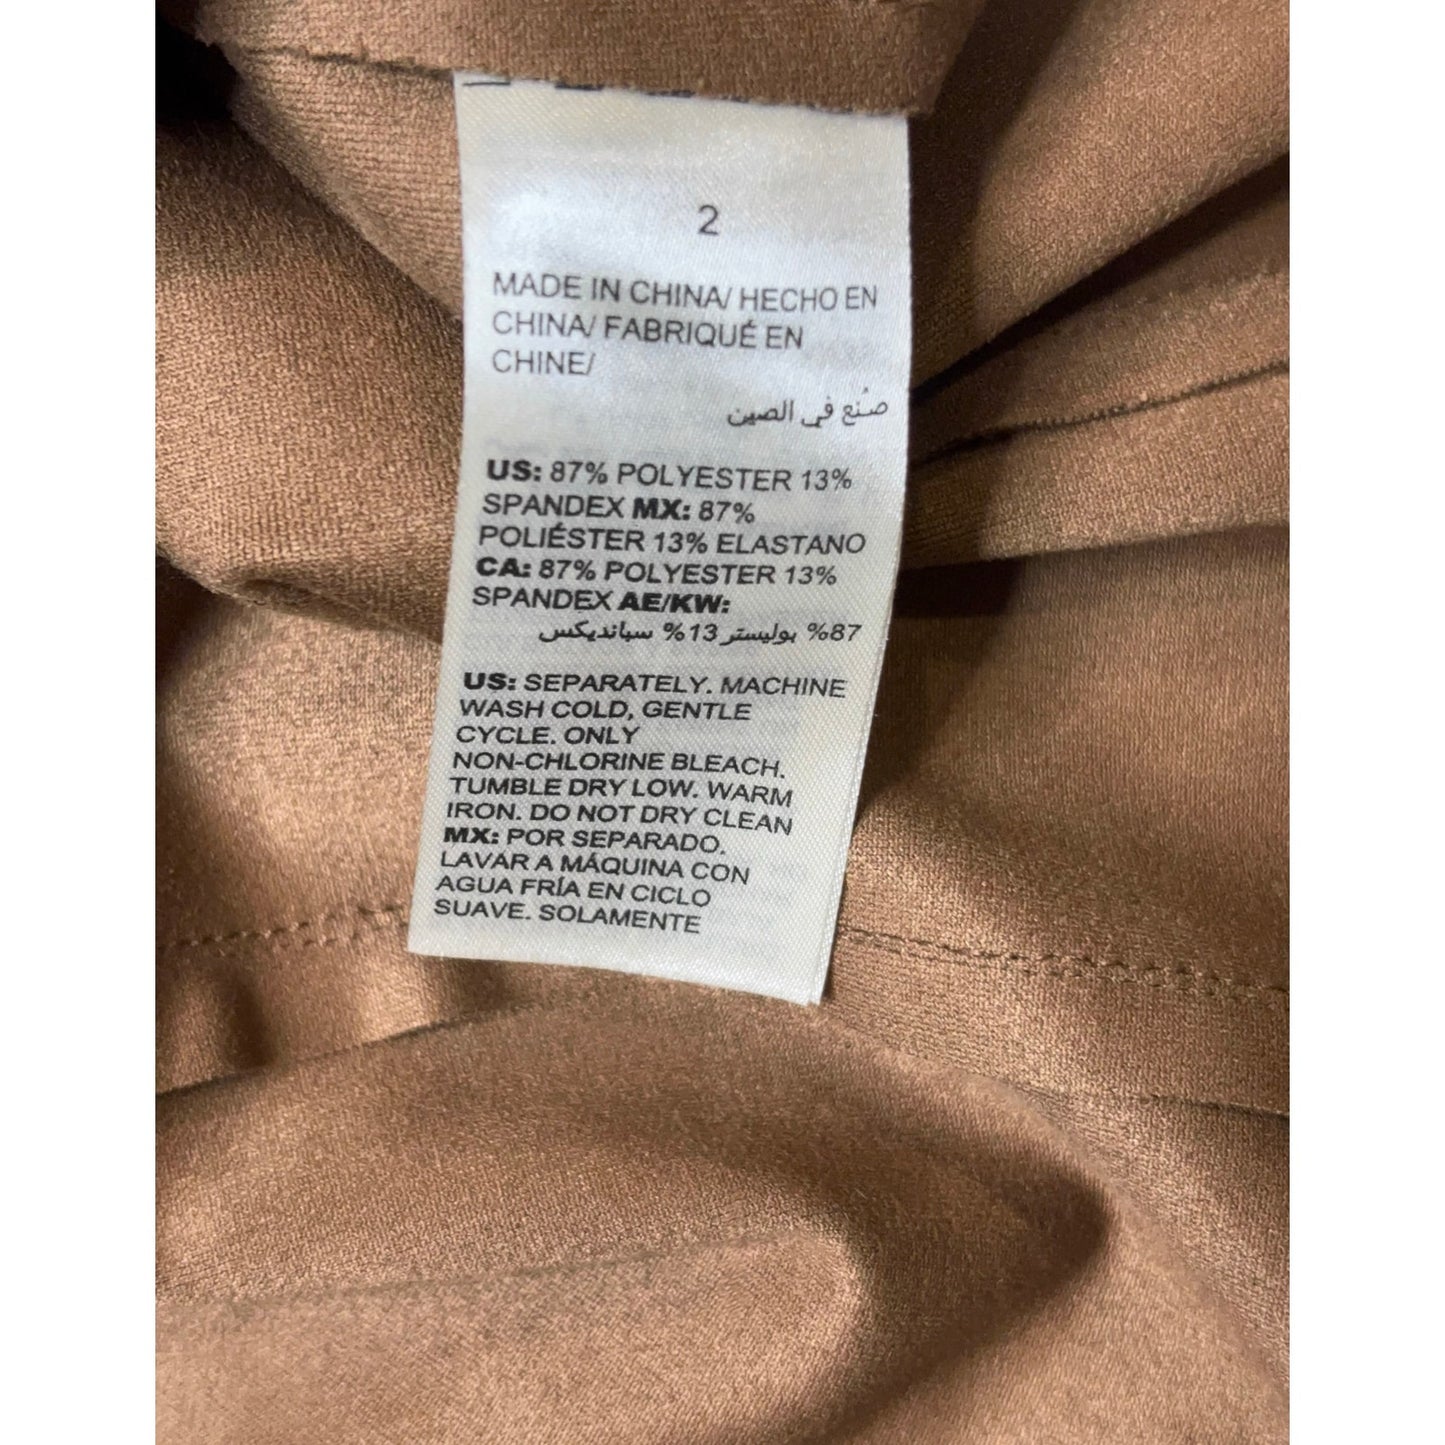 2
MADE IN CHINA/ HECHO EN
CHINA/ FABRIQUÉ EN
CHINE/
صُنع في الصين
US: 87% POLYESTER 13%
SPANDEX MX: 87%
POLIÉSTER 13% ELASTANO
CA: 87% POLYESTER 13%
SPANDEX AE/KW:
87% بوليستر 13% سباندیكس
US: SEPARATELY. MACHINE
WASH COLD, GENTLE
CYCLE. ONLY
NON-CHLORINE BLEACH.
TUMBLE DRY LOW. WARM
IRON. DO NOT DRY CLEAN
MX: POR SEPARADO.
LAVAR A MÁQUINA CON
AGUA FRÍA EN CICLO
SUAVE. SOLAMENTE